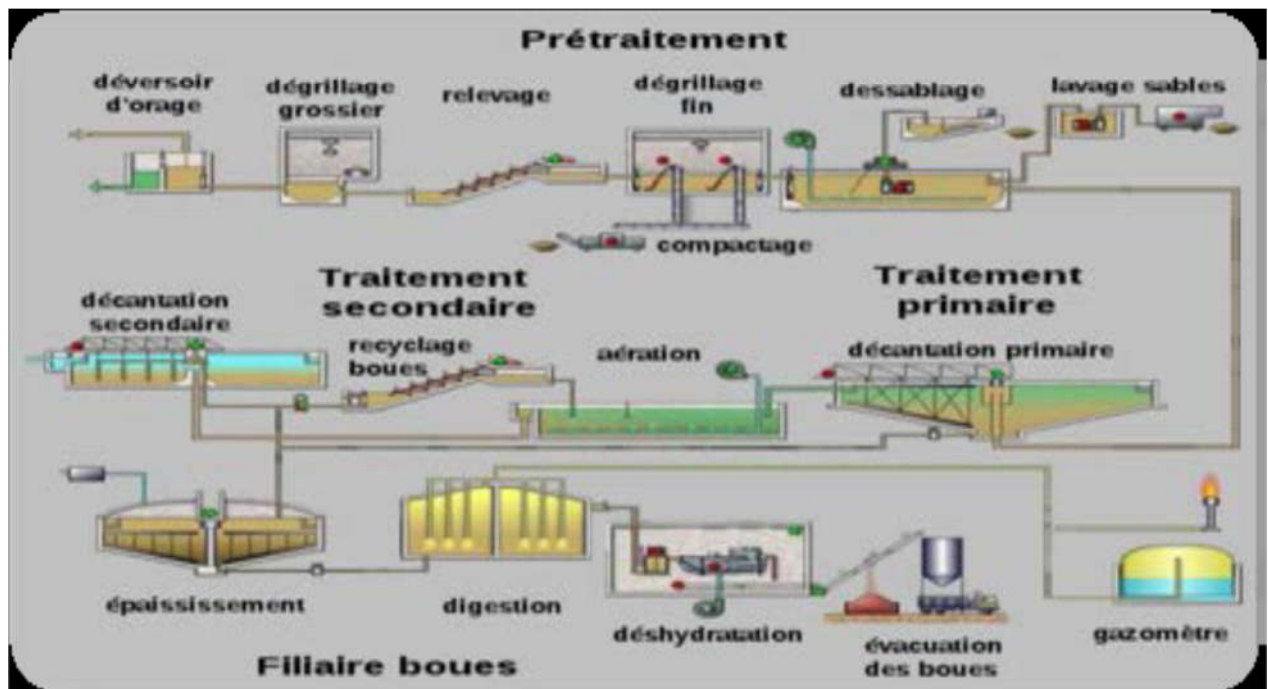 Prétraitement
déversoir
d'orage
dégrillage
grossier
relevage
dégrillage
fin
dessablage
lavage sables
compactage
Traitement
secondaire
Traitement
primaire
décantation
secondaire
recyclage
boues
aération
décantation primaire
épaississement
digestion
déshydratation
évacuation
des boues
gazomètre
Filiaire boues